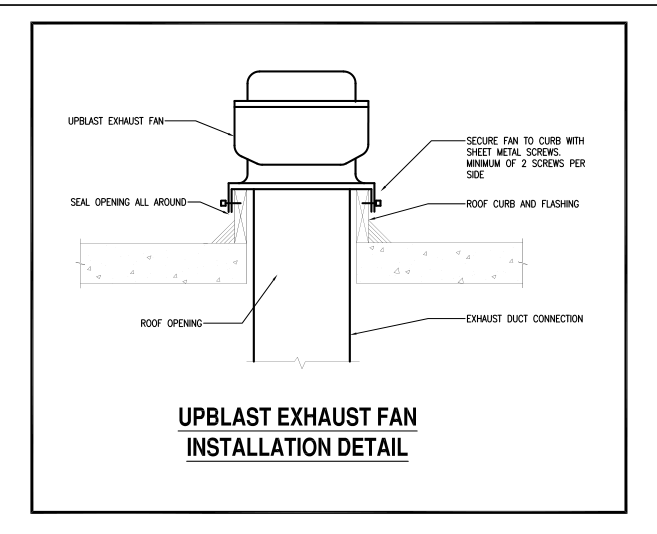 UPBLAST EXHAUST FAN
SECURE FAN TO CURB WITH
SHEET METAL SCREWS.
MINIMUM OF 2 SCREWS PER
SIDE
SEAL OPENING ALL AROUND
ROOF CURB AND FLASHING
ROOF OPENING
EXHAUST DUCT CONNECTION
UPBLAST EXHAUST FAN
INSTALLATION DETAIL